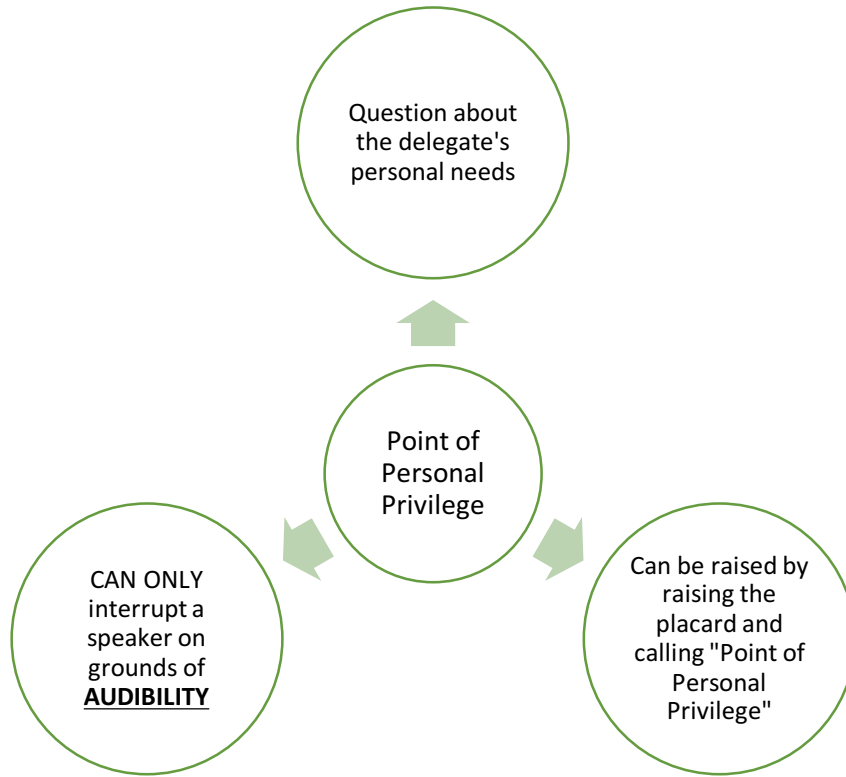 Question about
the delegate's
personal needs
Point of
Personal
Privilege
CAN ONLY
interrupt a
speaker on
grounds of
AUDIBILITY
Can be raised by
raising the
placard and
calling "Point of
Personal
Privilege"